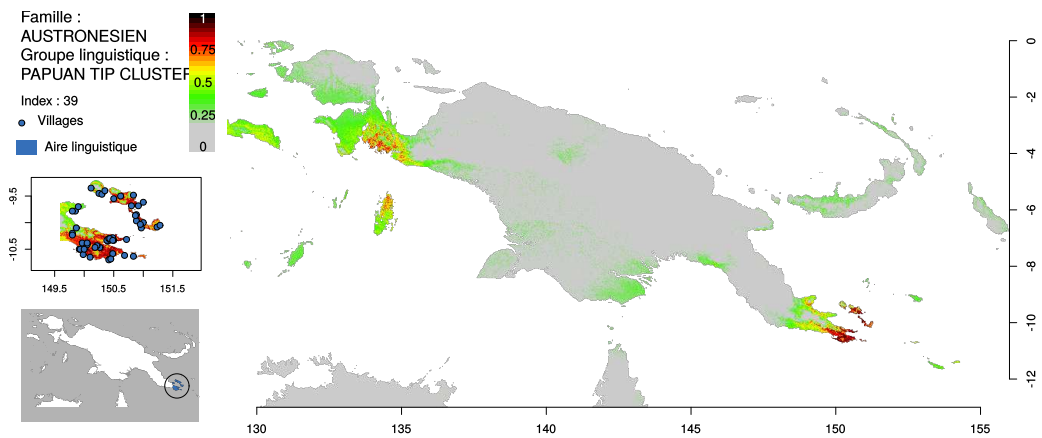 Famille :
AUSTRONESIEN
Groupe linguistique :
PAPUAN TIP CLUSTER
Index : 39
Villages
Aire linguistique
1
0.75
0.5
0.25
0
-9.5
-10.5
149.5 150.5 151.5
0
-2
-4
-6
-8
-10
-12
130 135 140 145 150 155